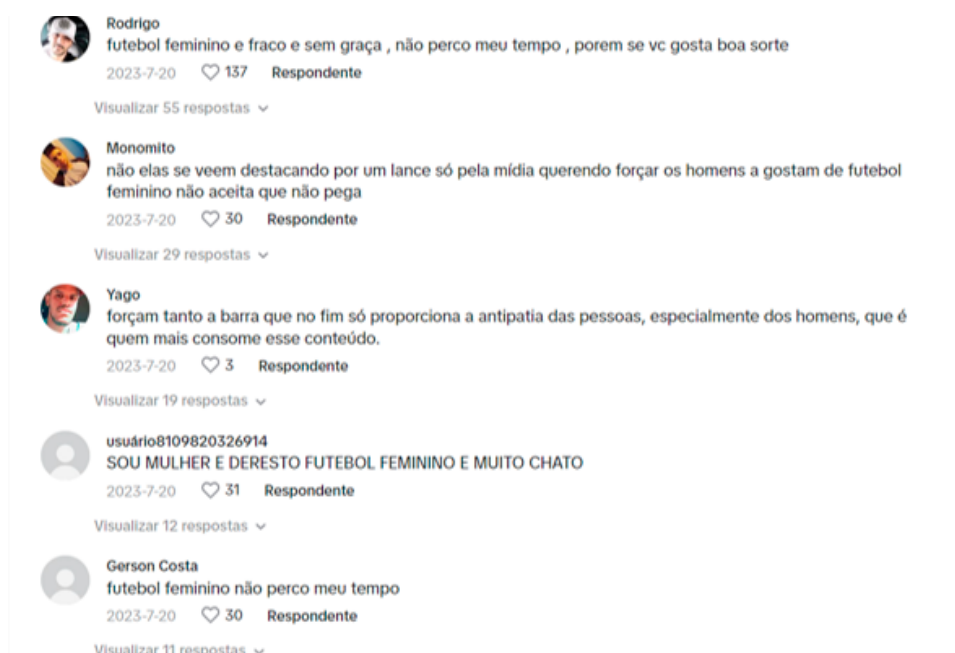 Rodrigo
futebol feminino e fraco e sem graça , não perco meu tempo , porem se vc gosta boa sorte
2023-7-20 137 Respondente
Visualizar 55 respostas
Monomito
não elas se veem destacando por um lance só pela mídia querendo forçar os homens a gostam de futebol
feminino não aceita que não pega
2023-7-20 30 Respondente
Visualizar 29 respostas
Yago
forçam tanto a barra que no fim só proporciona a antipatia das pessoas, especialmente dos homens, que é
quem mais consome esse conteúdo.
2023-7-20 3 Respondente
Visualizar 19 respostas
usuário8109820326914
SOU MULHER E DERESTO FUTEBOL FEMININO E MUITO CHATO
2023-7-20 31 Respondente
Visualizar 12 respostas
Gerson Costa
futebol feminino não perco meu tempo
2023-7-20 30 Respondente
Visualizar 11 respostas